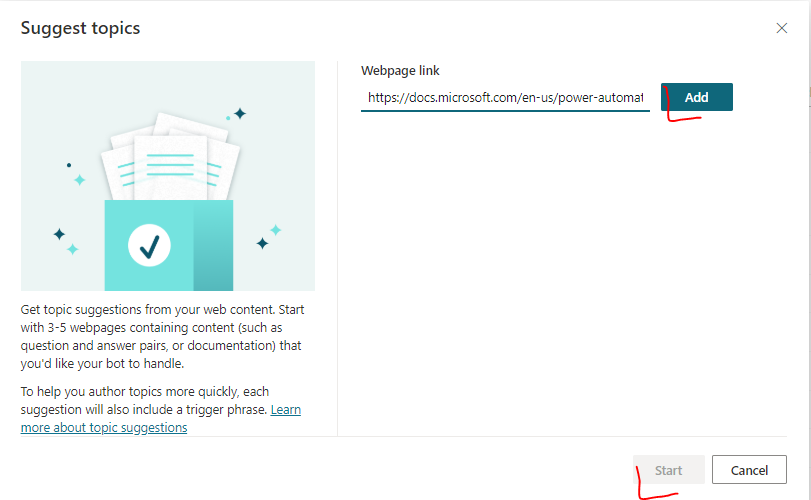 Suggest topics
Webpage link
https://docs.microsoft.com/en-us/power-automat
Add
Get topic suggestions from your web content. Start
with 3-5 webpages containing content (such as
question and answer pairs, or documentation) that
you'd like your bot to handle.
To help you author topics more quickly, each
suggestion will also include a trigger phrase. Learn
more about topic suggestions
Start
Cancel